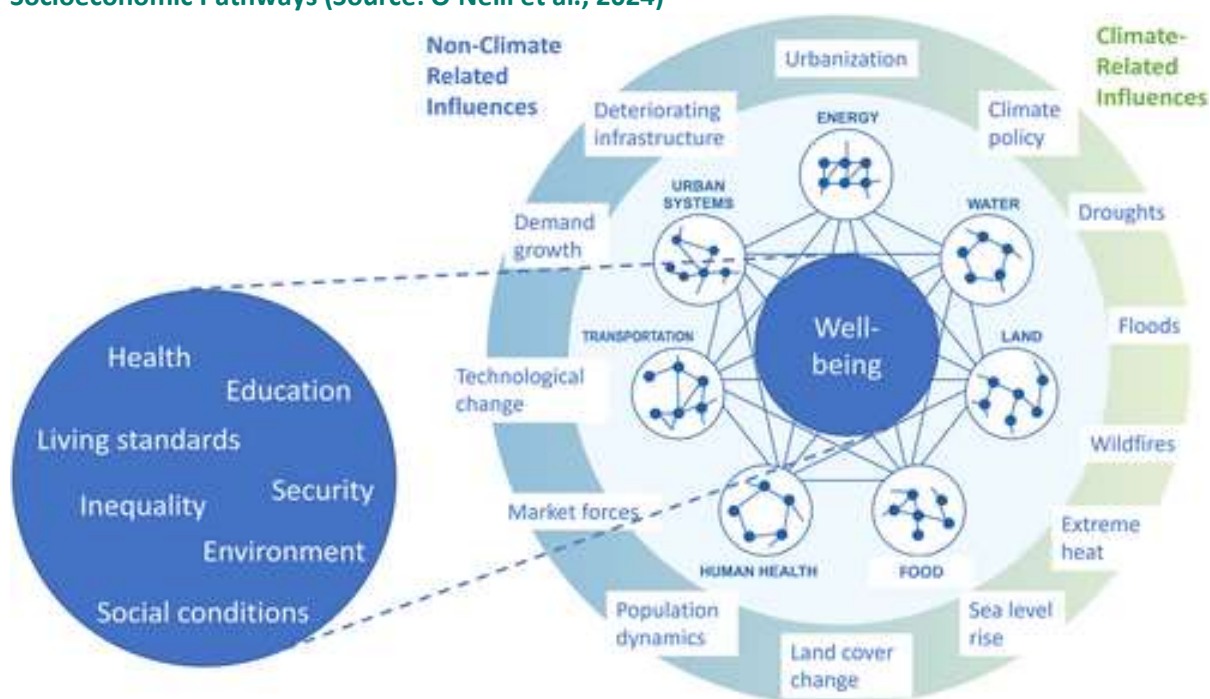 Socioeconomic Pathways (Source: O'Neill et al., 2024)
Non-Climate
Related
Influences
Climate-
Related
Influences
Urbanization
Deteriorating
infrastructure
Climate
policy
ENERGY
URBAN
SYSTEMS
WATER
Demand
growth
Droughts
Well-
being
TRANSPORTATION
LAND
Floods
Technological
change
Health
Education
Living standards
Inequality
Security
Environment
Social conditions
Wildfires
Market forces
Extreme
heat
HUMAN HEALTH
FOOD
Population
dynamics
Sea level
rise
Land cover
change